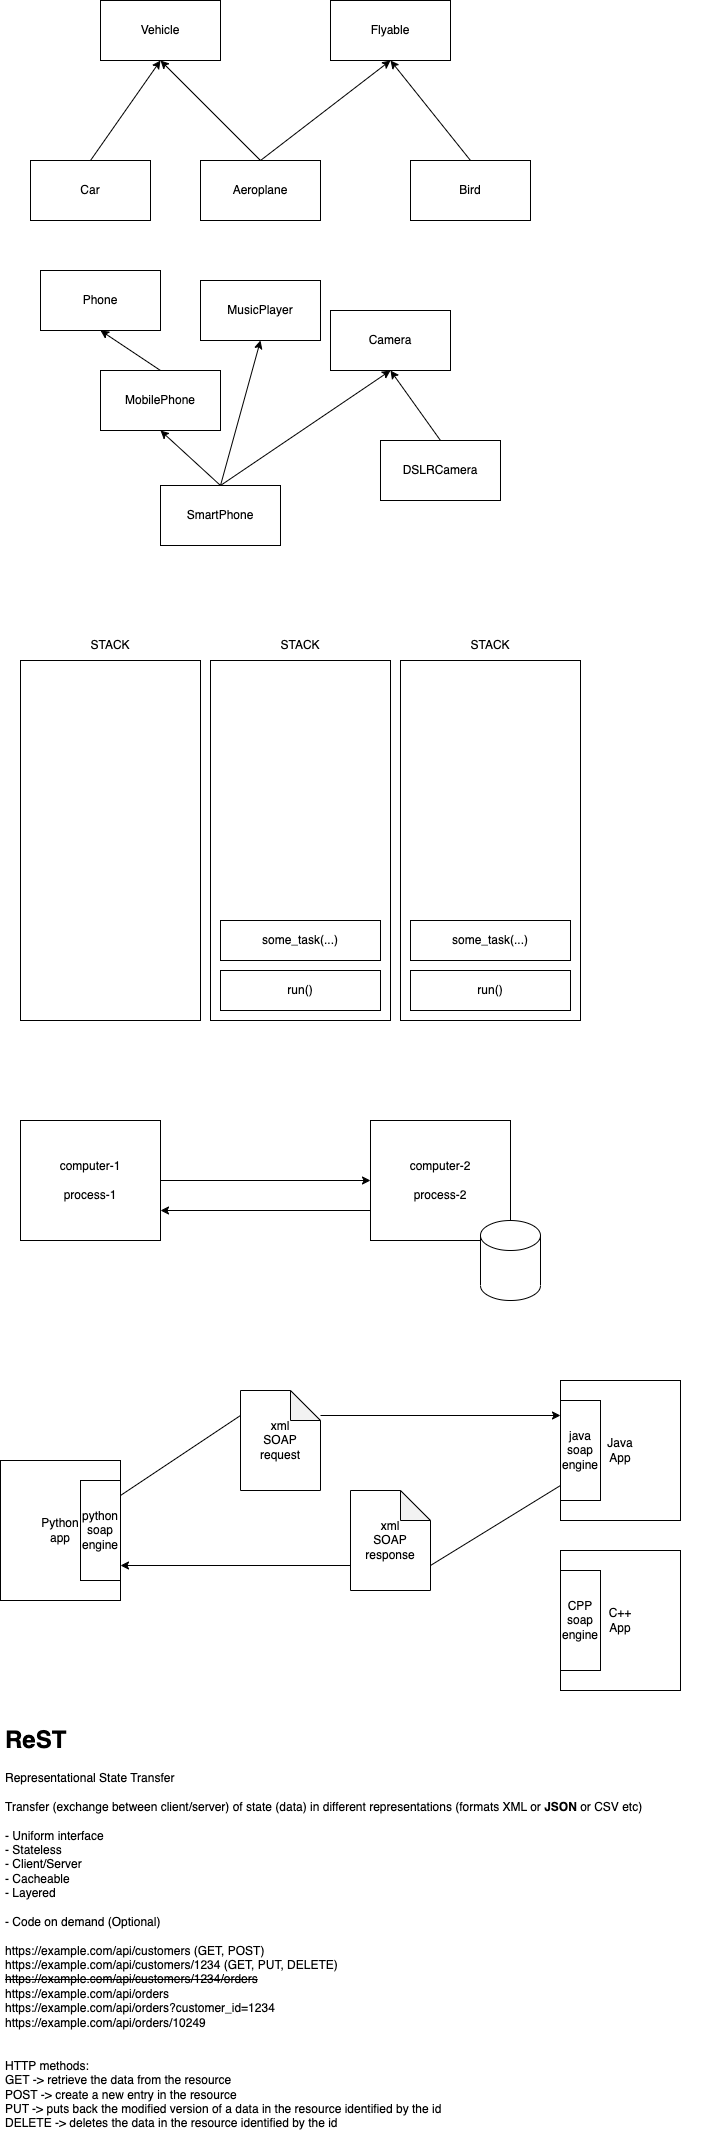 Vehicle
Flyable
Car
Aeroplane
Bird
Phone
MusicPlayer
Camera
MobilePhone
DSLRCamera
SmartPhone
STACK
STACK
STACK
some_task(...)
some_task(...)
run()
run()
computer-1
process-1
computer-2
process-2
xml
SOAP
request
java
soap
engine
Java
App
Python
app
python
soap
engine
xml
SOAP
response
CPP
soap
engine
C++
App
ReST
Representational State Transfer
Transfer (exchange between client/server) of state (data) in different representations (formats XML or JSON or CSV etc)
- Uniform interface
- Stateless
- Client/Server
- Cacheable
- Layered
- Code on demand (Optional)
https://example.com/api/customers (GET, POST)
https://example.com/api/customers/1234 (GET, PUT, DELETE)
https://example.com/api/customers/1234/orders
https://example.com/api/orders
https://example.com/api/orders?customer_id=1234
https://example.com/api/orders/10249
HTTP methods:
GET -> retrieve the data from the resource
POST -> create a new entry in the resource
PUT -> puts back the modified version of a data in the resource identified by the id
DELETE -> deletes the data in the resource identified by the id